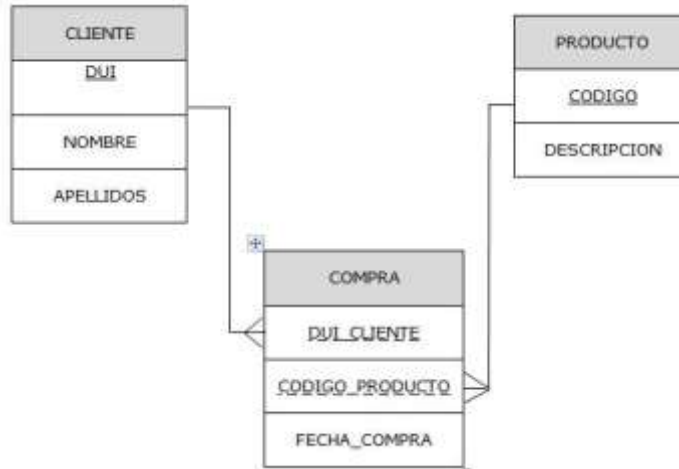 CLIENTE
DUI
NOMBRE
APELLIDOS
PRODUCTO
CODIGO
DESCRIPCION
COMPRA
DUI_CLIENTE
CODIGO_PRODUCTO
FECHA_COMPRA